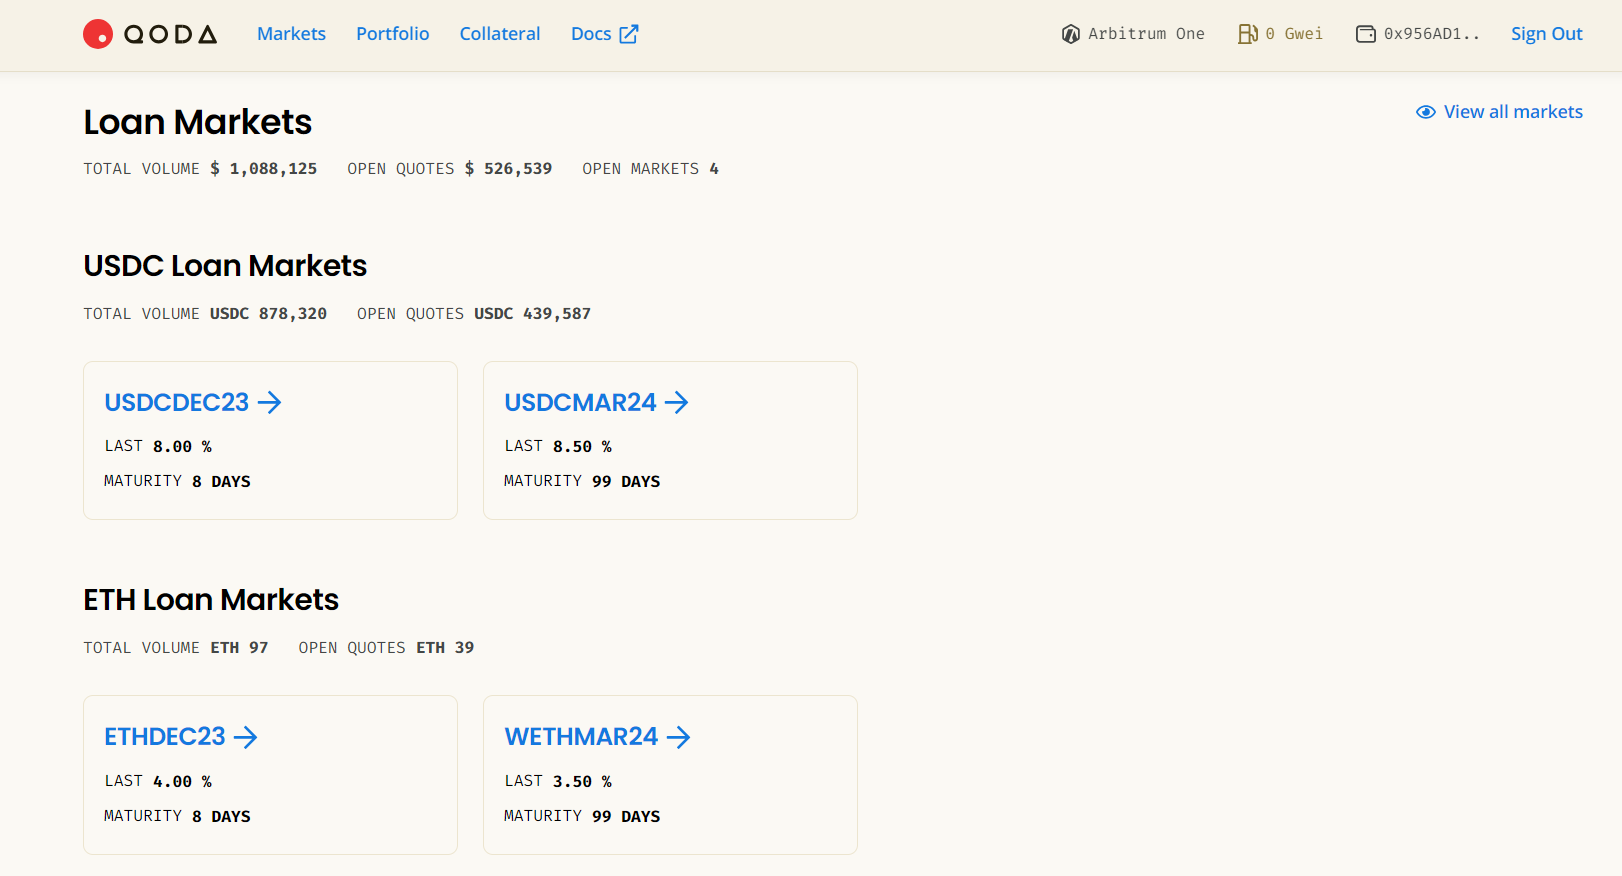 QODA Markets Portfolio Collateral Docs Arbitrum One 0 Gwei 0x956AD1.. Sign Out
Loan Markets
View all markets
TOTAL VOLUME $ 1,088,125 OPEN QUOTES $ 526,539 OPEN MARKETS 4
USDC Loan Markets
TOTAL VOLUME USDC 878,320 OPEN QUOTES USDC 439,587
USDCDEC23
LAST 8.00 %
MATURITY 8 DAYS
USDCMAR24
LAST 8.50 %
MATURITY 99 DAYS
ETH Loan Markets
TOTAL VOLUME ETH 97 OPEN QUOTES ETH 39
ETHDEC23
LAST 4.00 %
MATURITY 8 DAYS
WETHMAR24
LAST 3.50 %
MATURITY 99 DAYS